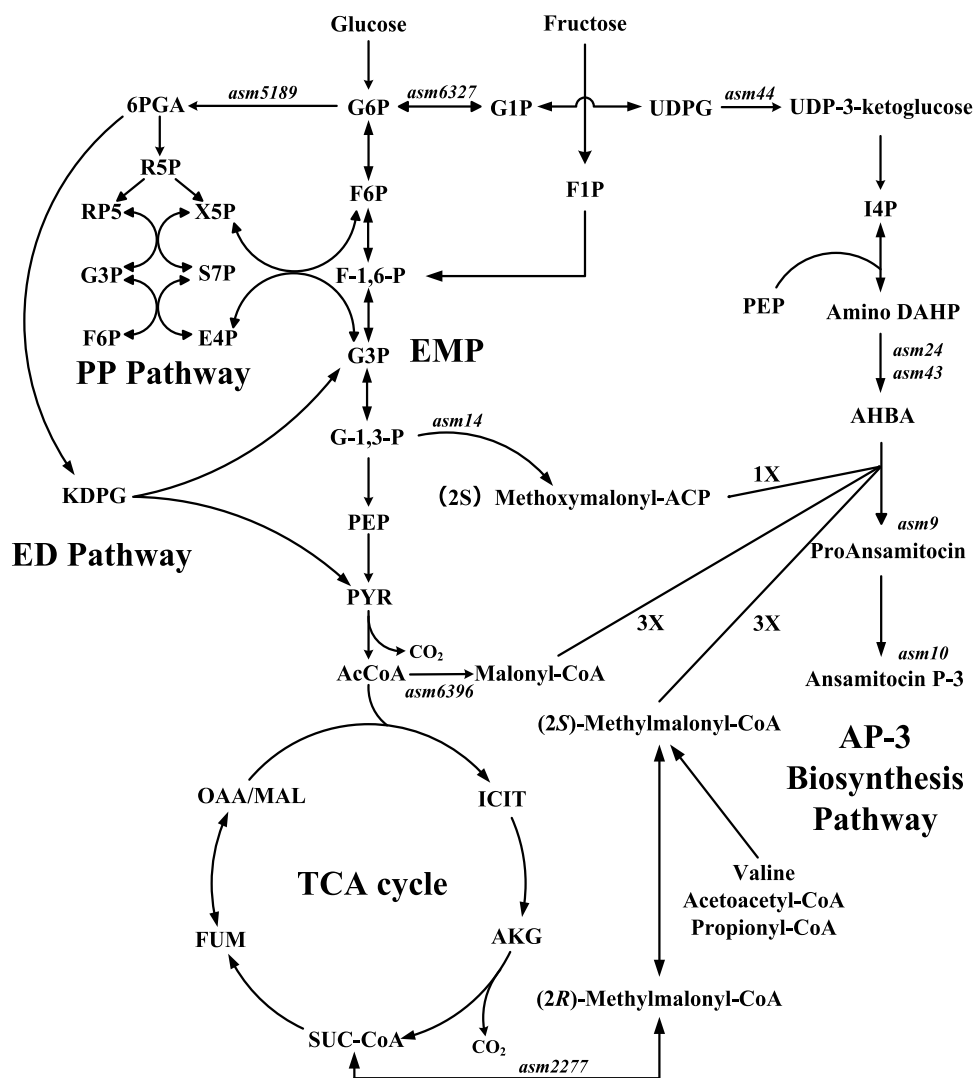 Glucose
Fructose
6PGA
asm5189
G6P
asm6327
G1P
UDPG
asm44
UDP-3-ketoglucose
R5P
F6P
F1P
RP5
X5P
I4P
G3P
S7P
F-1,6-P
PEP
Amino DAHP
F6P
E4P
G3P
EMP
PP Pathway
asm24
asm43
AHBA
G-1,3-P
asm14
KDPG
(2S) Methoxymalonyl-ACP
1X
PEP
asm9
ED Pathway
ProAnsamitocin
PYR
3X
3X
CO2
AcCoA
asm6396
Malonyl-CoA
asm10
Ansamitocin P-3
(2S)-Methylmalonyl-CoA
AP-3
Biosynthesis
Pathway
OAA/MAL
ICIT
TCA cycle
Valine
Acetoacetyl-CoA
Propionyl-CoA
FUM
AKG
(2R)-Methylmalonyl-CoA
SUC-CoA
CO2
asm2277